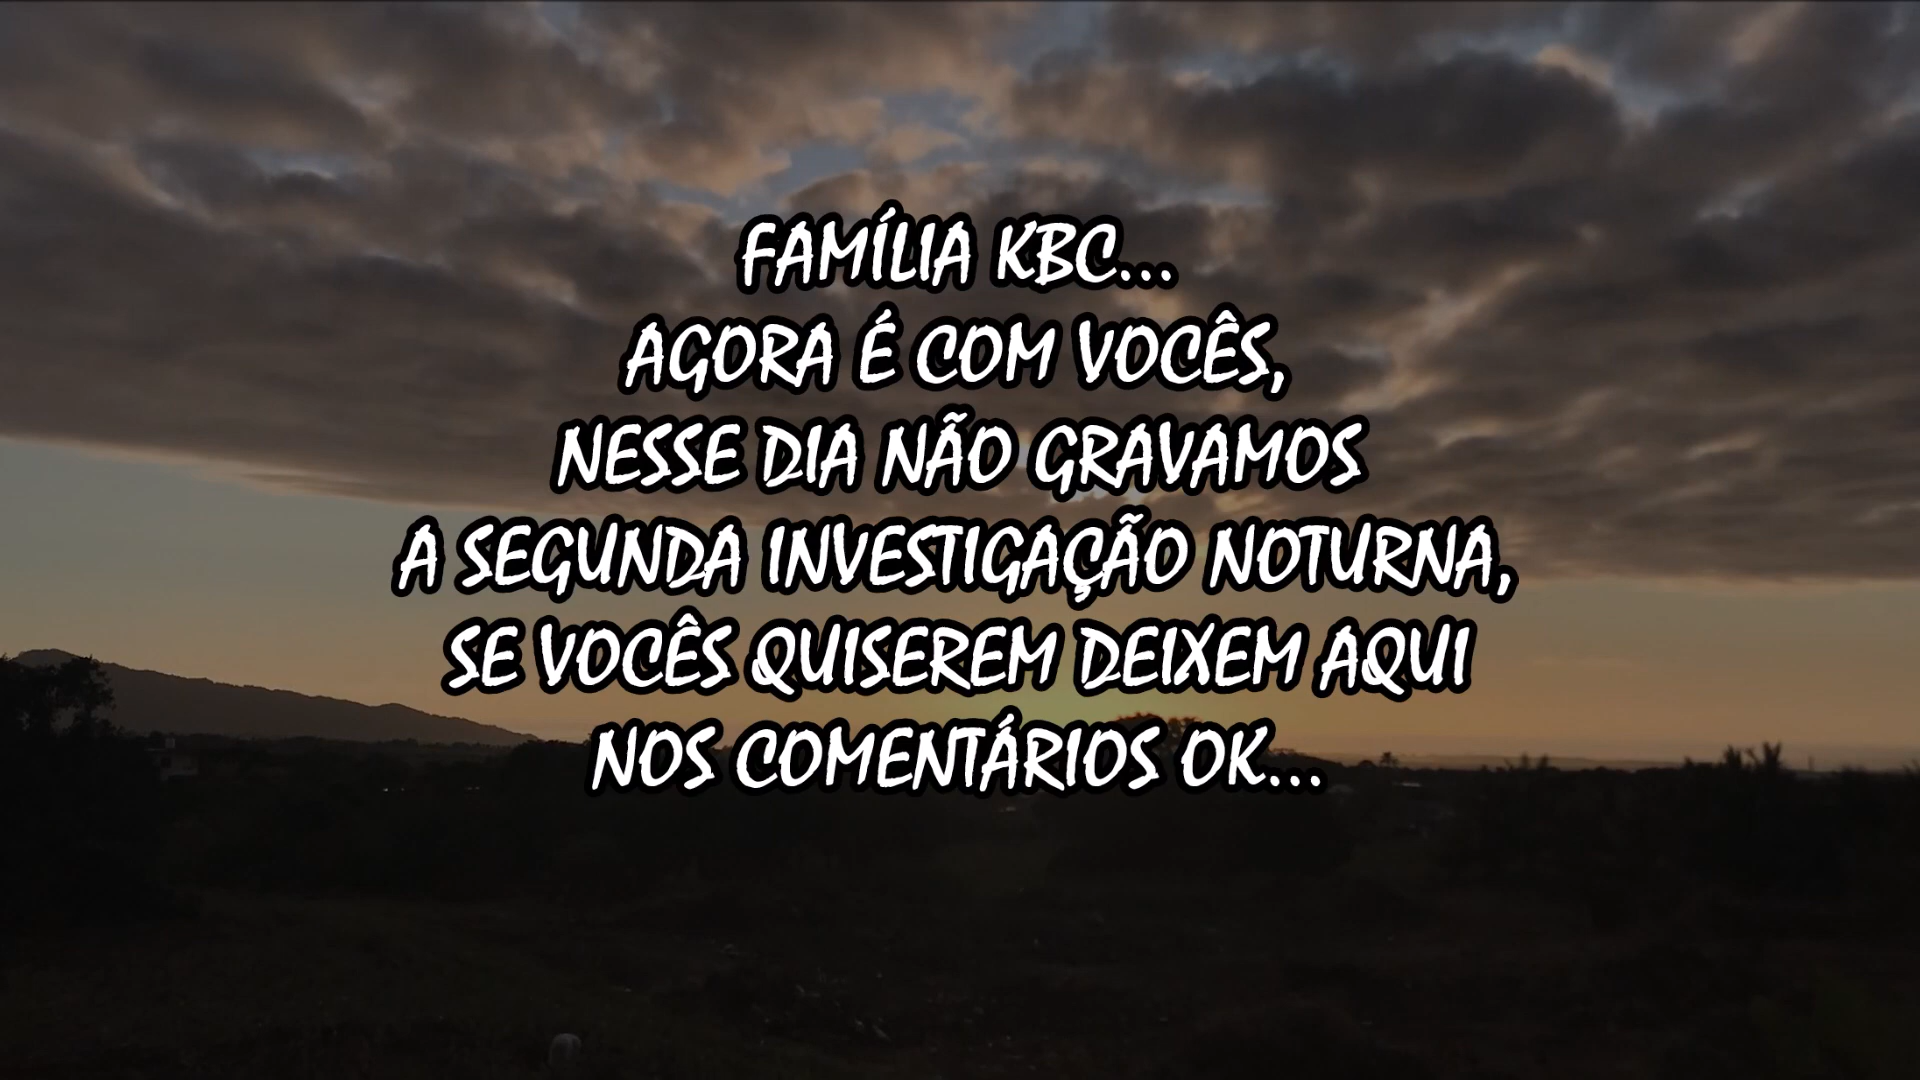 FAMÍLIA KBC...
AGORA É COM VOCÊS,
NESSE DIA NÃO GRAVAMOS
A SEGUNDA INVESTIGAÇÃO NOTURNA,
SE VOCÊS QUISEREM DEIXEM AQUI
NOS COMENTÁRIOS OK...